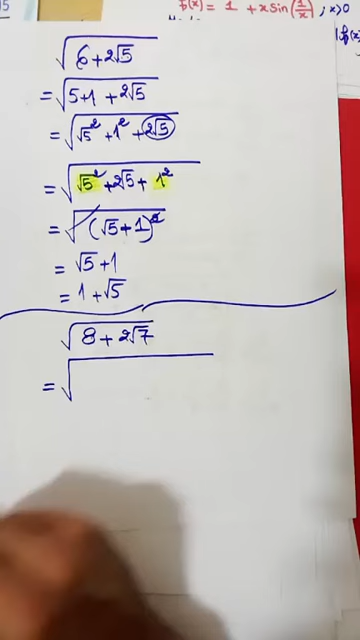 15
f(x) = 1 + x sin(1/x) ; x>0
f(x)
√(6+2√5)
= √(5+1+2√5)
= √(√5² + 1² + 2√5)
= √(√5² + 2√5 + 1²)
= √(√5+1)²
= √5+1
= 1+√5
√(8+2√7)
= √